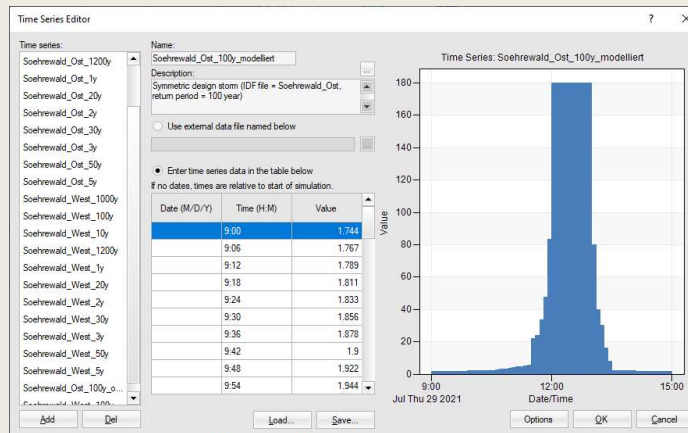 Time Series Editor
? X
Time series:
Soehrewald_Ost_1200y
Soehrewald_Ost_1y
Soehrewald_Ost_20y
Soehrewald_Ost_2y
Soehrewald_Ost_30y
Soehrewald_Ost_3y
Soehrewald_Ost_50y
Soehrewald_Ost_5y
Soehrewald_West_1000y
Soehrewald_West_100y
Soehrewald_West_10y
Soehrewald_West_1200y
Soehrewald_West_1y
Soehrewald_West_20y
Soehrewald_West_2y
Soehrewald_West_30y
Soehrewald_West_3y
Soehrewald_West_50y
Soehrewald_West_5y
Soehrewald_Ost_100y_o...
Add Del
Name:
Soehrewald_Ost_100y_modelliert
Description:
...
Symmetric design storm (IDF file = Soehrewald_Ost,
return period = 100 year)
Use external data file named below
Enter time series data in the table below
If no dates, times are relative to start of simulation.
Date (M/D/Y) Time (H:M) Value
9:00 1.744
9:06 1.767
9:12 1.789
9:18 1.811
9:24 1.833
9:30 1.856
9:36 1.878
9:42 1.9
9:48 1.922
9:54 1.944
Load... Save...
Time Series: Soehrewald_Ost_100y_modelliert
180
160
140
120
100
80
60
40
20
0
Value
9:00 12:00 15:00
Jul Thu 29 2021 Date/Time
Options OK Cancel